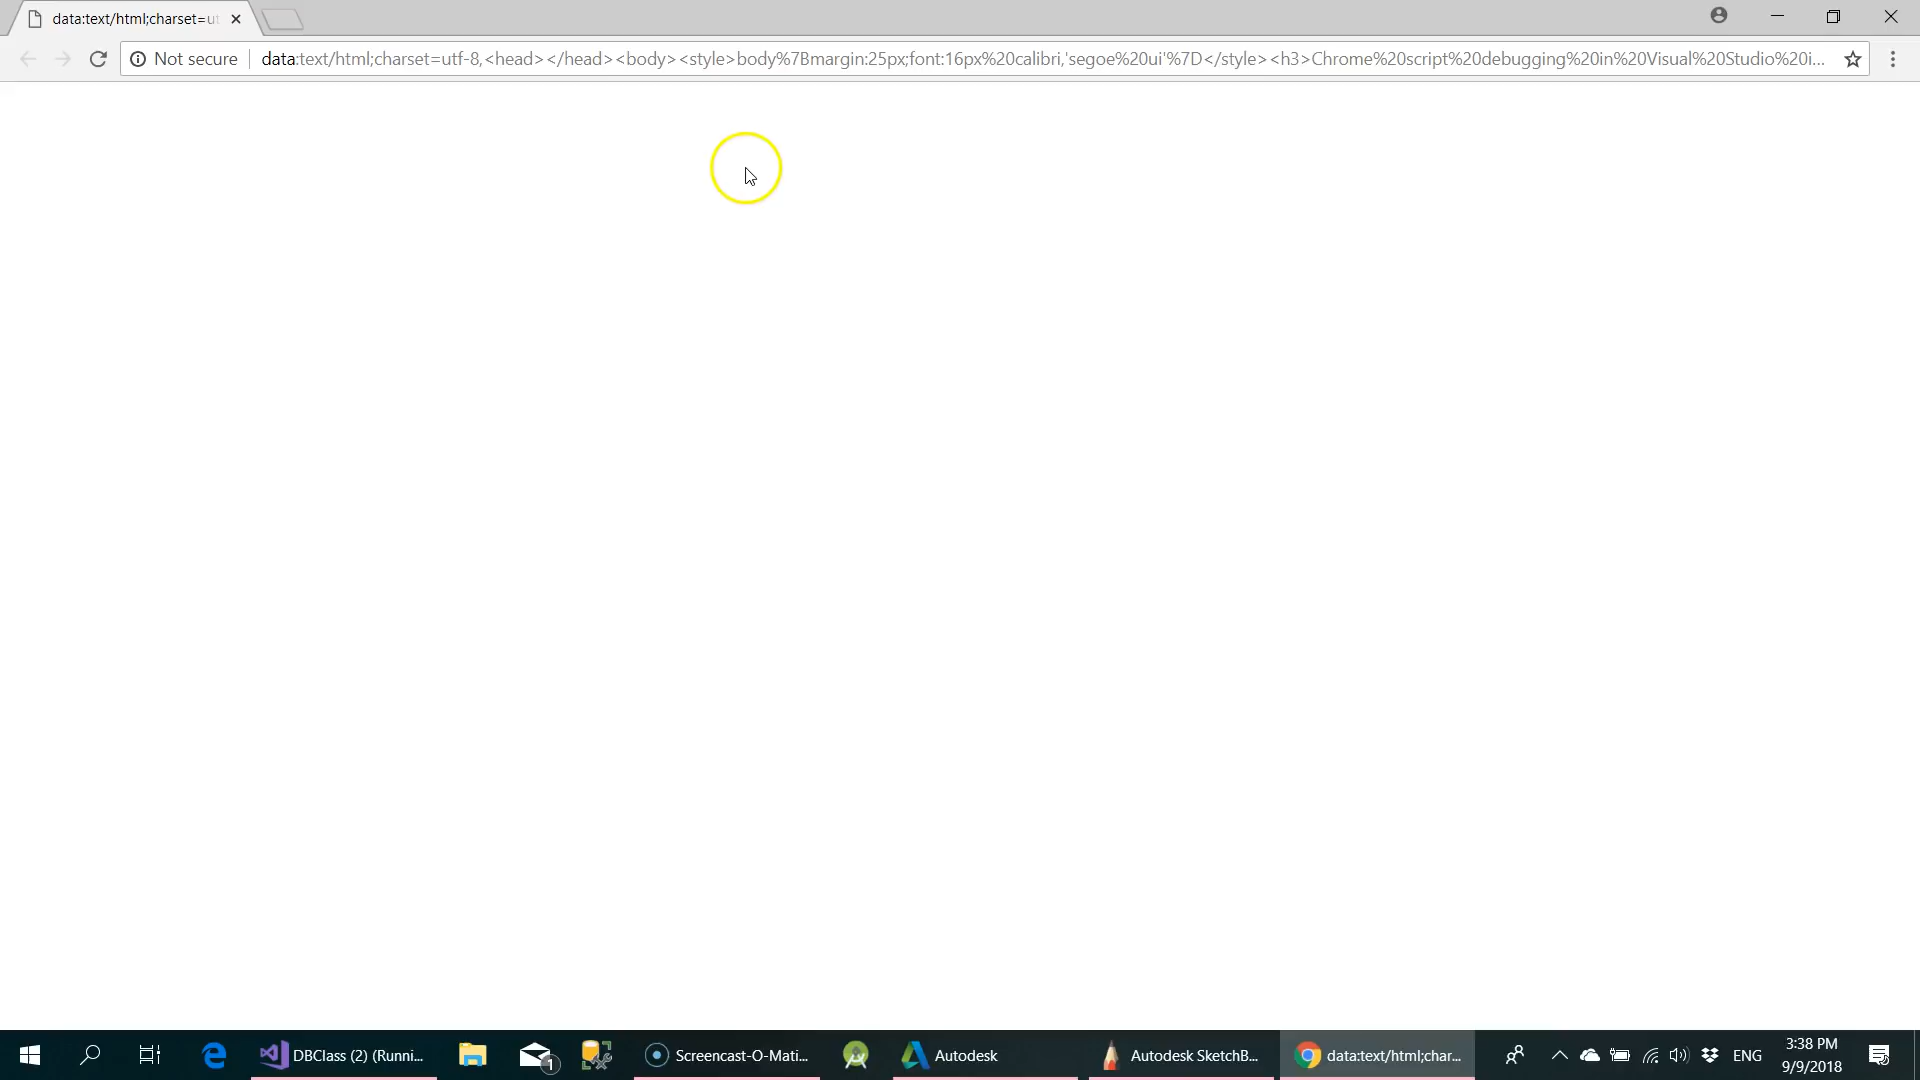 data:text/html;charset=ut
Not secure
data:text/html;charset=utf-8,<head></head><body><style>body%7Bmargin:25px;font:16px%20calibri,'segoe%20ui'%7D</style><h3>Chrome%20script%20debugging%20in%20Visual%20Studio%20i...
DBClass (2) (Runni...
1
Screencast-O-Mati...
Autodesk
Autodesk SketchB...
data:text/html;char...
ENG
3:38 PM
9/9/2018